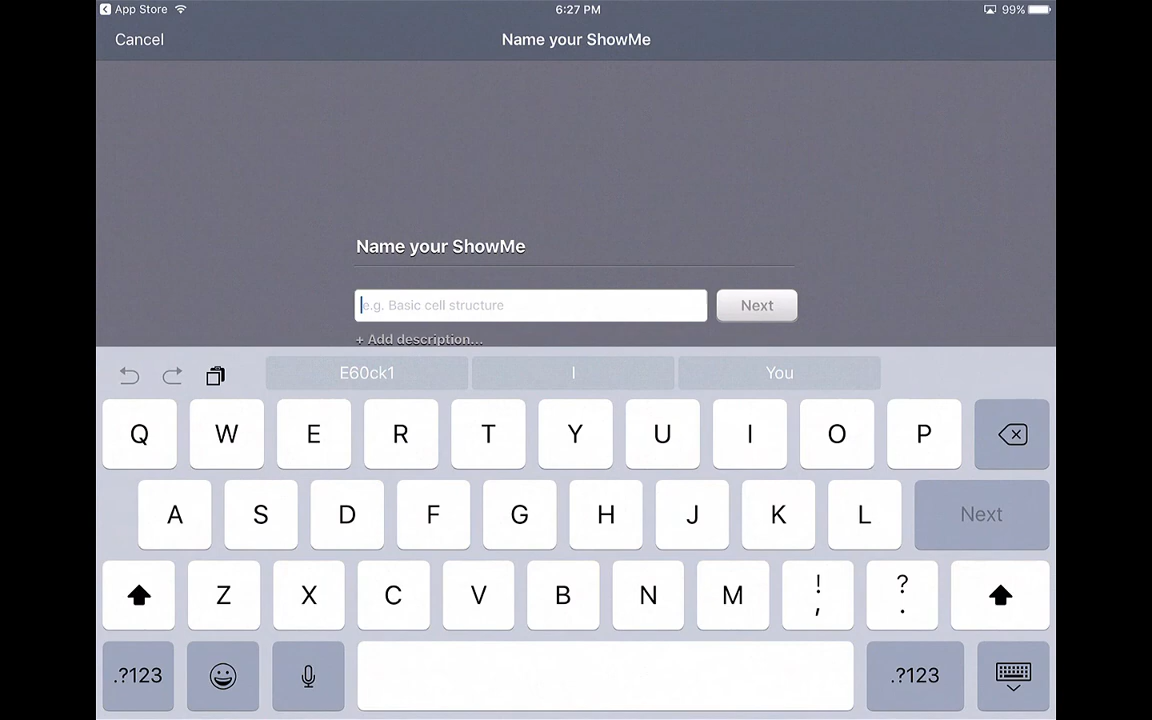 App Store 6:27 PM 99%
Cancel Name your ShowMe
Name your ShowMe
e.g. Basic cell structure Next
+ Add description...
E60ck1 I You
Q W E R T Y U I O P
A S D F G H J K L Next
Z X C V B N M ! , ? .
.?123 .?123